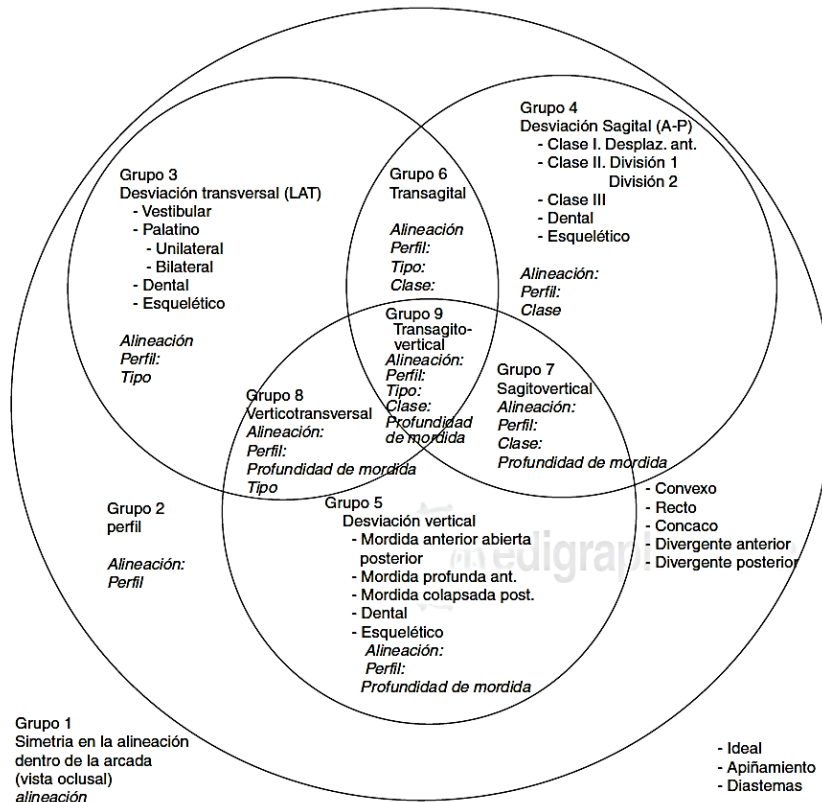 Grupo 4
Desviación Sagital (A-P)
- Clase I. Desplaz. ant.
- Clase II. División 1
División 2
- Clase III
- Dental
- Esquelético
Alineación:
Perfil:
Clase
Grupo 3
Desviación transversal (LAT)
- Vestibular
- Palatino
- Unilateral
- Bilateral
- Dental
- Esquelético
Alineación
Perfil:
Tipo
Grupo 6
Transagital
Alineación
Perfil:
Tipo:
Clase:
Grupo 9
Transagito-
vertical
Alineación:
Perfil:
Tipo:
Clase:
Profundidad
de mordida
Grupo 7
Sagitovertical
Alineación:
Perfil:
Clase:
Profundidad de mordida
Grupo 8
Verticotransversal
Alineación:
Perfil:
Profundidad de mordida
Tipo
Grupo 2
perfil
Alineación:
Perfil
Grupo 5
Desviación vertical
- Mordida anterior abierta
posterior
- Mordida profunda ant.
- Mordida colapsada post.
- Dental
- Esquelético
Alineación:
Perfil:
Profundidad de mordida
- Convexo
- Recto
- Concaco
- Divergente anterior
- Divergente posterior
edigraph
Grupo 1
Simetria en la alineación
dentro de la arcada
(vista oclusal)
alineación
- Ideal
- Apiñamiento
- Diastemas